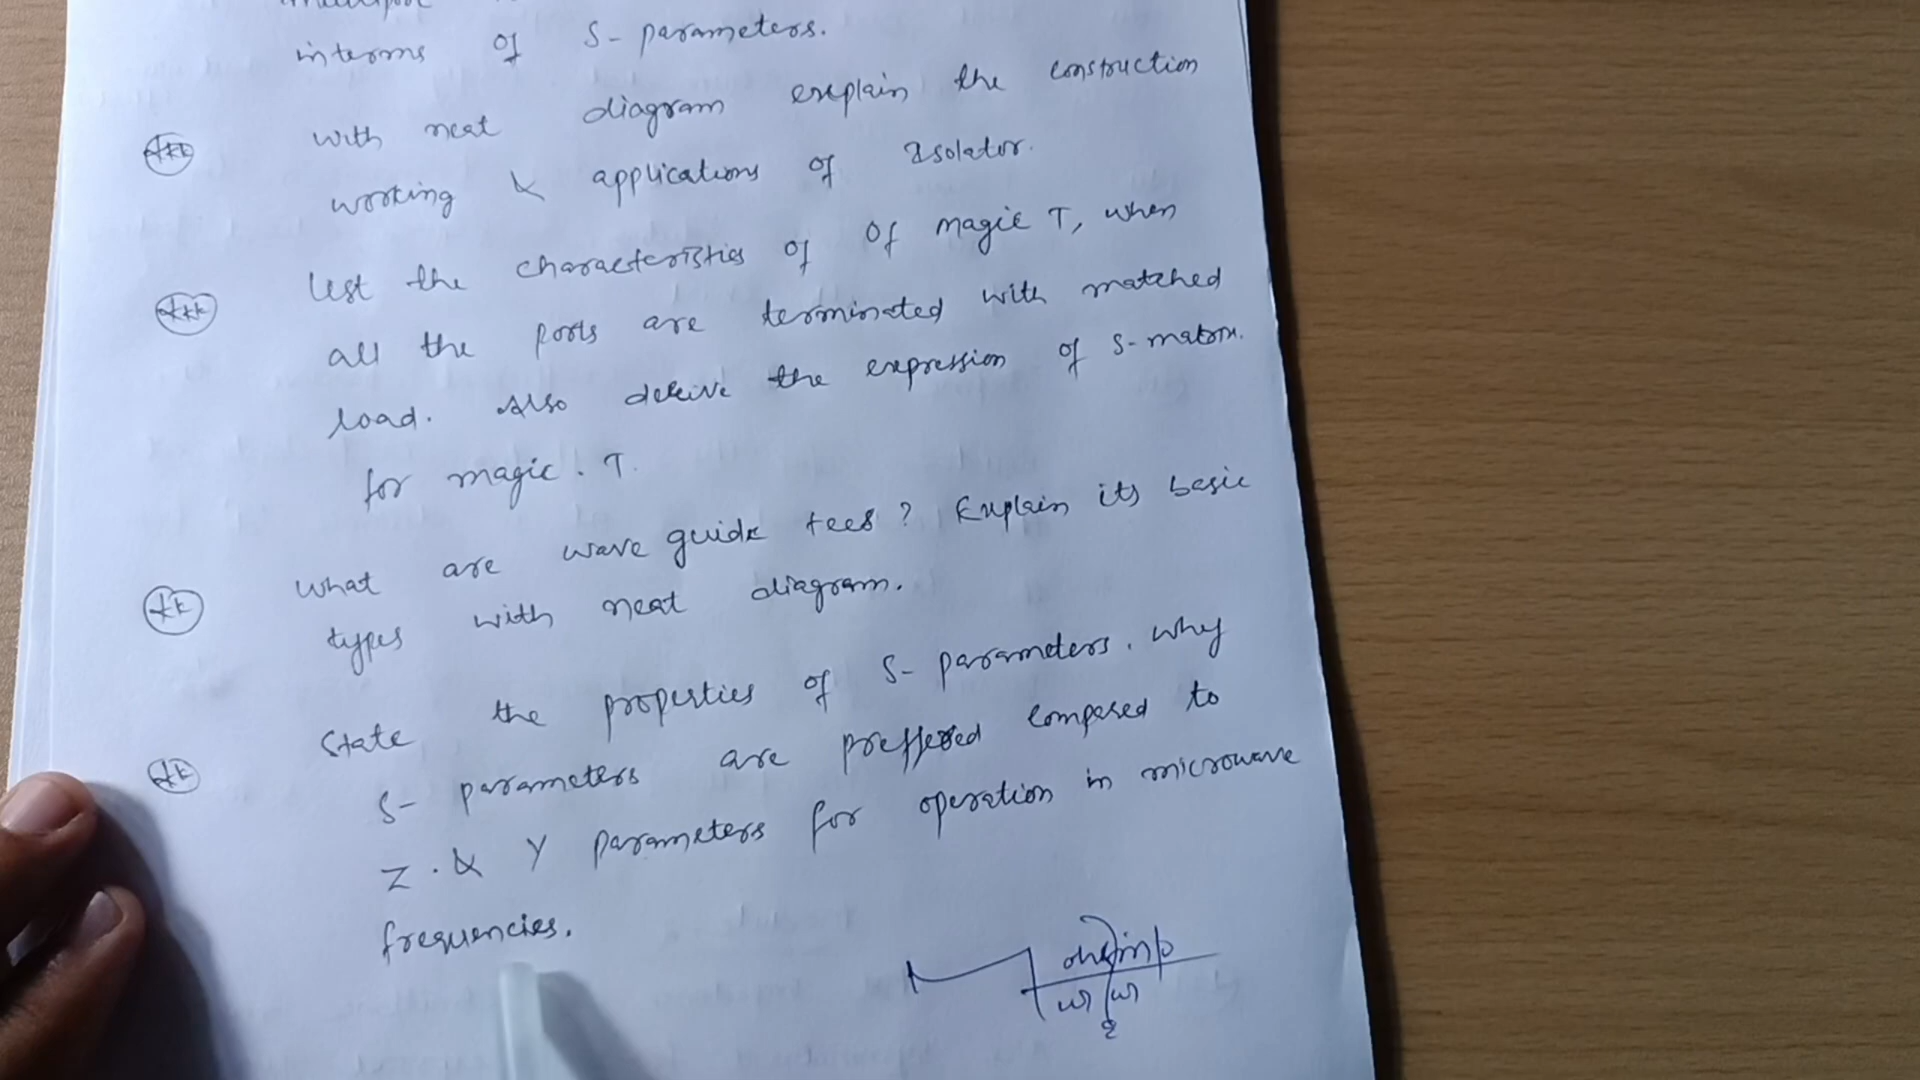 interms of S-parameters.
*** with neat diagram explain the construction
working & applications of Isolator.
*** List the characteristics of of magic T, when
all the ports are terminated with matched
load. Also derive the expression of S-matrix.
for magic. T.
** what are wave guide tees? Explain its basic
types with neat diagram.
** State the properties of S-parameters. why
S-parameters are preffered compared to
Z & Y parameters for operation in microwave
frequencies.